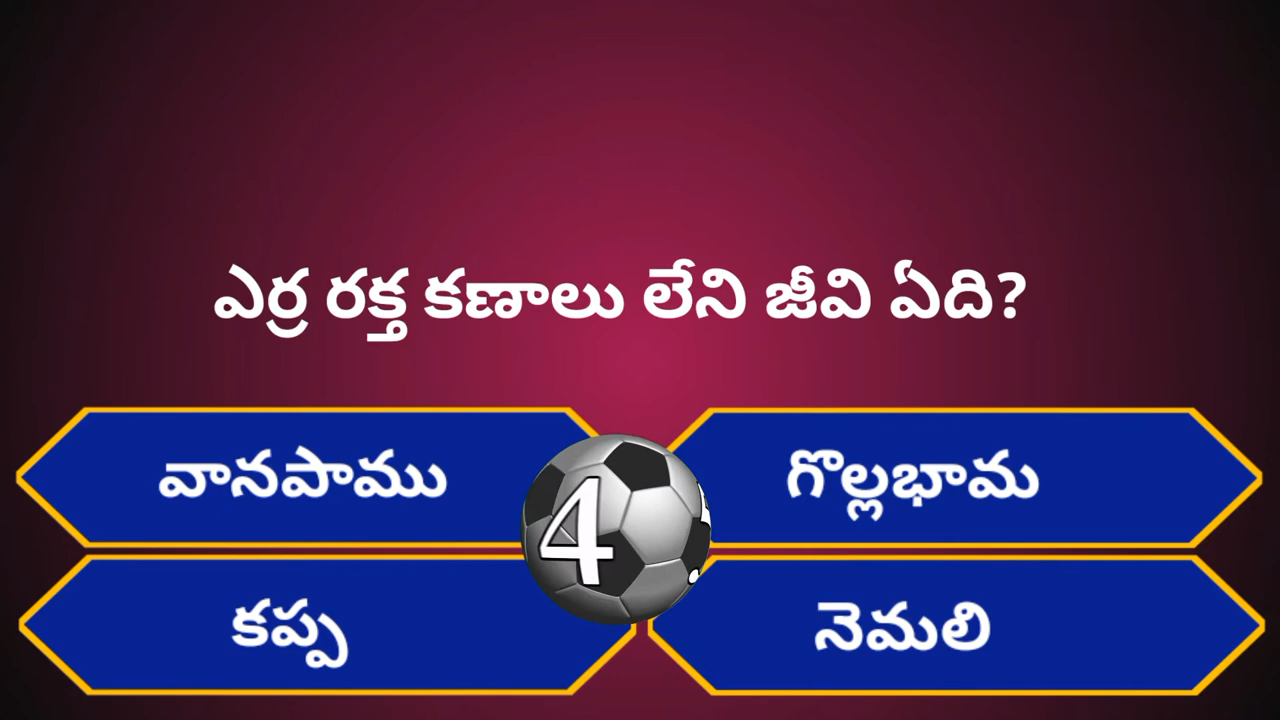 ఎర్ర రక్త కణాలు లేని జీవి ఏది?
వానపాము
గొల్లభామ
4
కప్ప
నెమలి